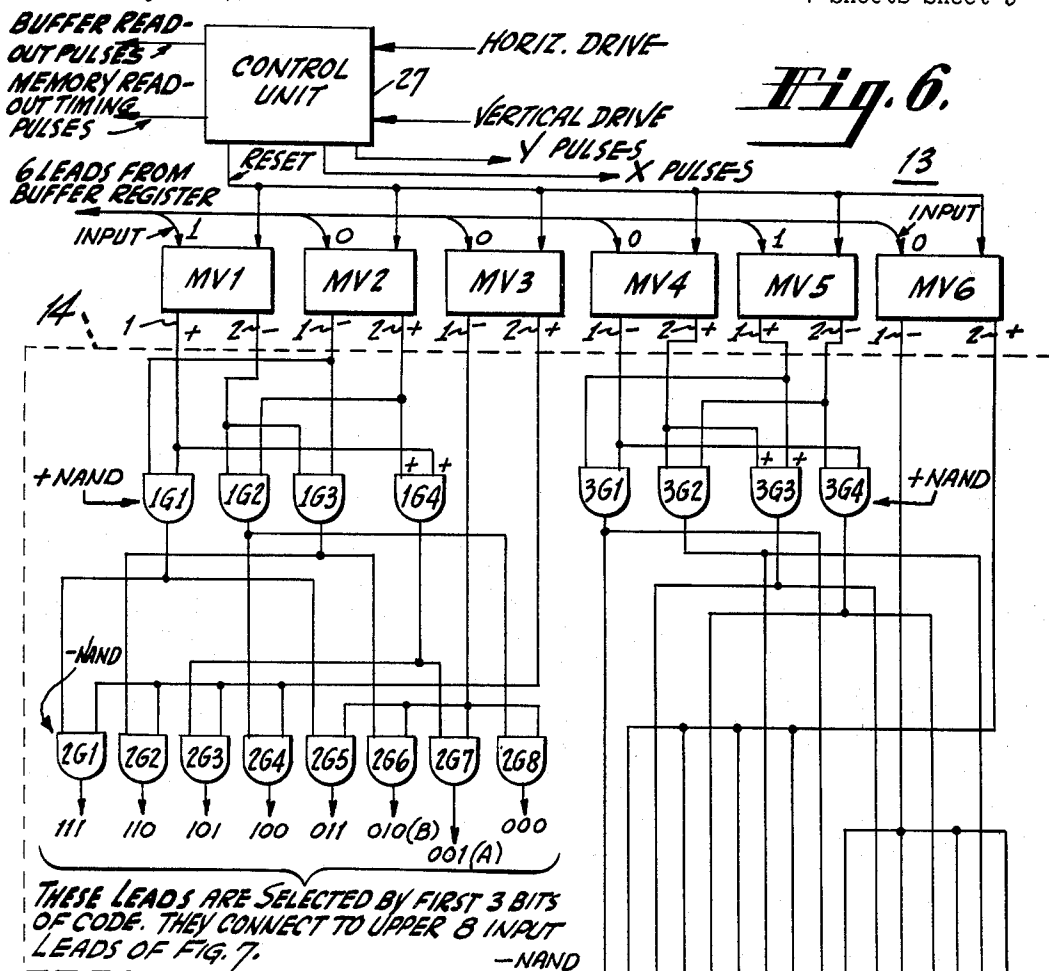 4 Sheets-Sheet 6
BUFFER READ-
OUT PULSES
MEMORY READ-
OUT TIMING
PULSES
CONTROL
UNIT
27
HORIZ. DRIVE
VERTICAL DRIVE
Fig. 6.
Y PULSES
X PULSES
RESET
6 LEADS FROM
BUFFER REGISTER
13
INPUT
1 0 0 0 1 0
INPUT
MV1 MV2 MV3 MV4 MV5 MV6
14
1 + 2 - 1 - 2 + 1 - 2 + 1 - 2 + 1 + 2 - 1 - 2 +
+NAND
+ + + +
1G1 1G2 1G3 1G4 3G1 3G2 3G3 3G4
+NAND
-NAND
2G1 2G2 2G3 2G4 2G5 2G6 2G7 2G8
111 110 101 100 011 010(B) 001(A) 000
THESE LEADS ARE SELECTED BY FIRST 3 BITS
OF CODE. THEY CONNECT TO UPPER 8 INPUT
LEADS OF FIG. 7.
-NAND